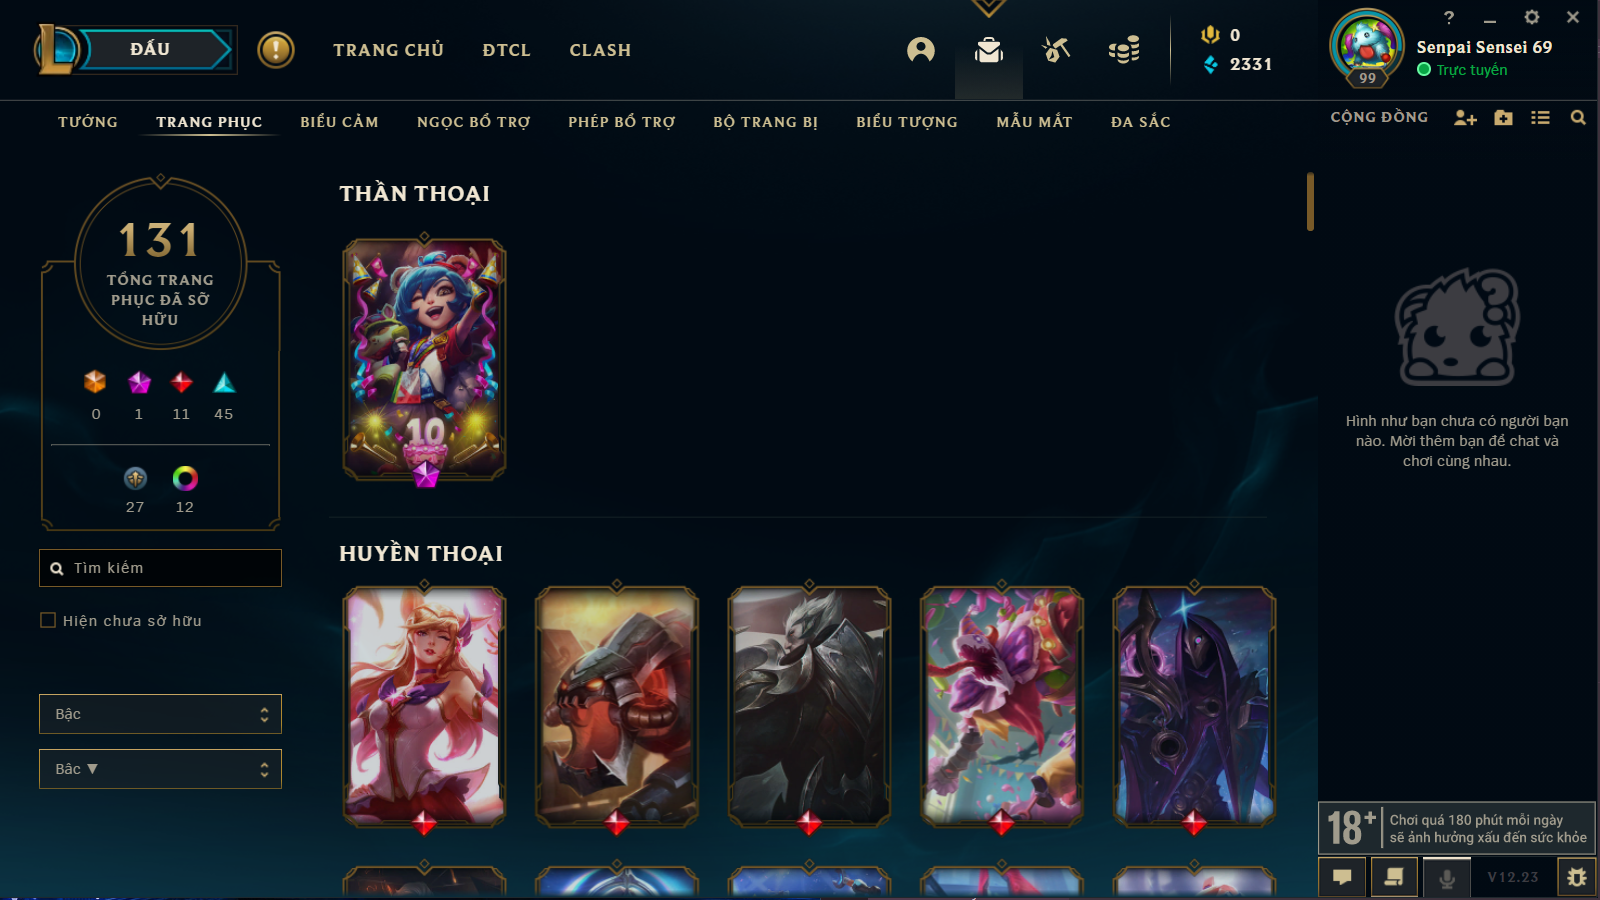 ĐẤU
TRANG CHỦ
ĐTCL
CLASH
0
2331
99
Senpai Sensei 69
Trực tuyến
TƯỚNG
TRANG PHỤC
BIỂU CẢM
NGỌC BỔ TRỢ
PHÉP BỔ TRỢ
BỘ TRANG BỊ
BIỂU TƯỢNG
MẪU MẮT
ĐA SẮC
CỘNG ĐỒNG
131
TỔNG TRANG
PHỤC ĐÃ SỞ
HỮU
0
1
11
45
27
12
Tìm kiếm
Hiện chưa sở hữu
Bậc
Bậc ▼
THẦN THOẠI
10
HUYỀN THOẠI
Hình như bạn chưa có người bạn
nào. Mời thêm bạn để chat và
chơi cùng nhau.
18+
Chơi quá 180 phút mỗi ngày
sẽ ảnh hưởng xấu đến sức khỏe
V12.23